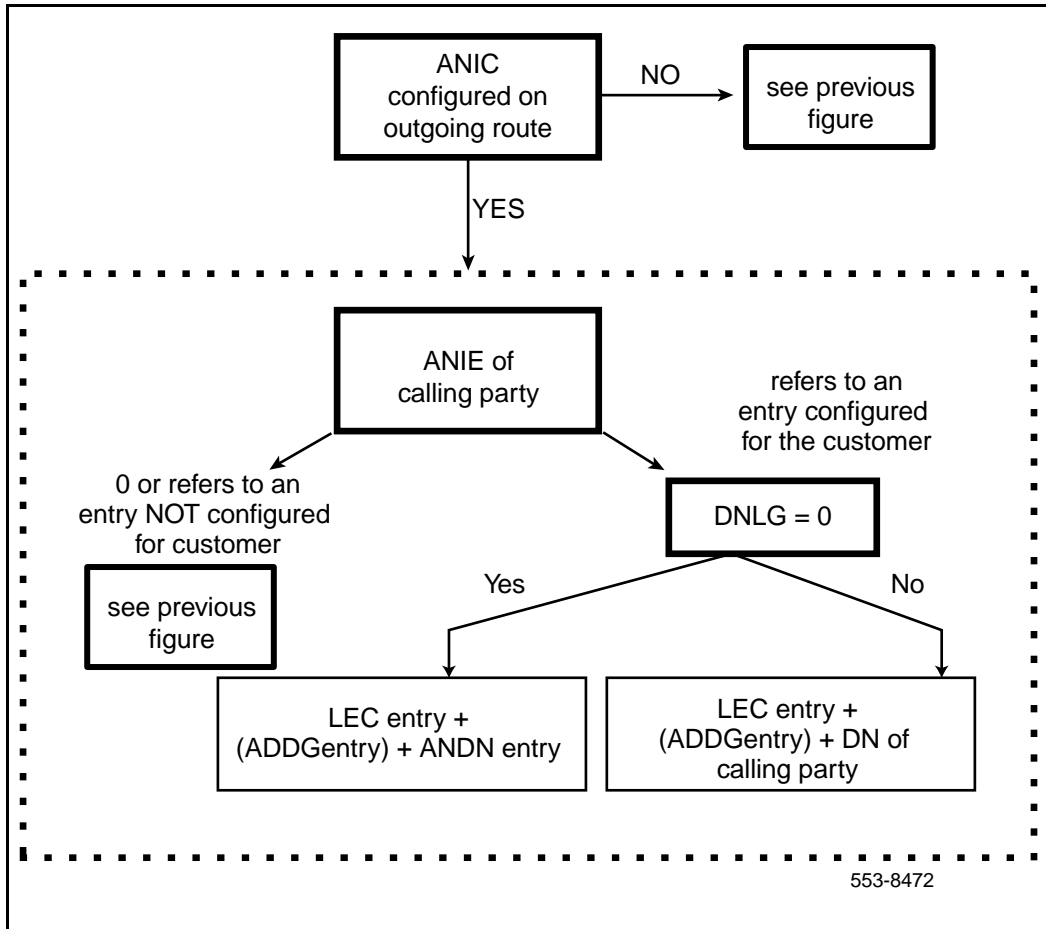 ANIC
configured on
outgoing route
NO
see previous
figure
YES
ANIE of
calling party
refers to an
entry configured
for the customer
0 or refers to an
entry NOT configured
for customer
see previous
figure
DNLG = 0
Yes
No
LEC entry +
(ADDGentry) + ANDN entry
LEC entry +
(ADDGentry) + DN of
calling party
553-8472